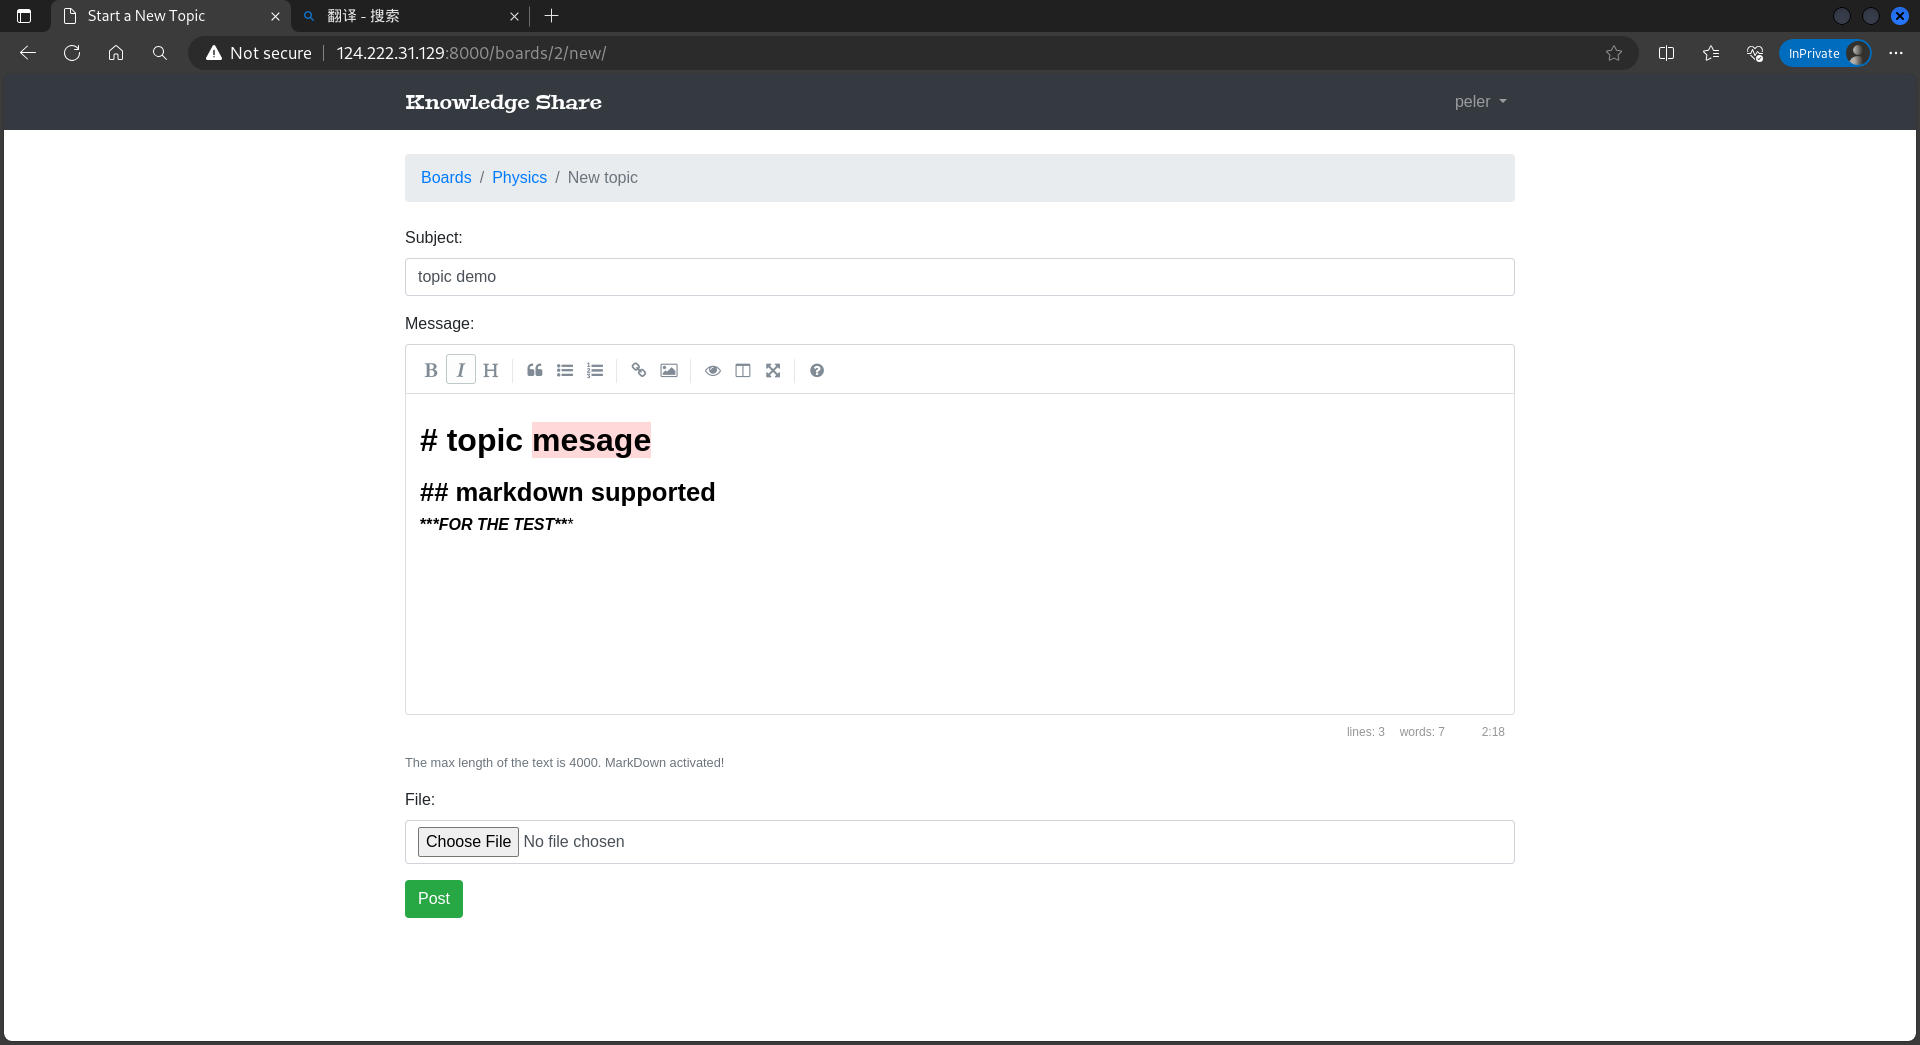 Start a New Topic
翻译 - 搜索
Not secure 124.222.31.129:8000/boards/2/new/
InPrivate
Knowledge Share
peler
Boards / Physics / New topic
Subject:
topic demo
Message:
B I H
# topic mesage
## markdown supported
***FOR THE TEST***
lines: 3 words: 7 2:18
The max length of the text is 4000. MarkDown activated!
File:
Choose File No file chosen
Post